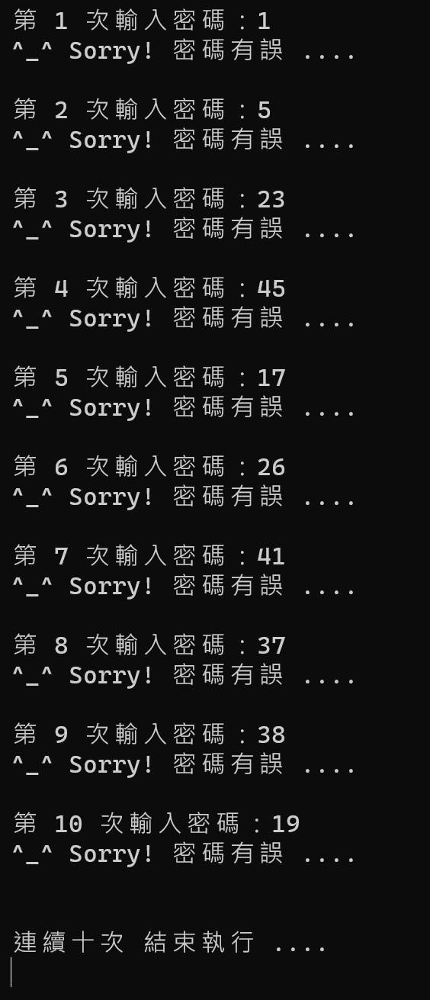 第 1 次輸入密碼：1
^_^ Sorry! 密碼有誤 ....
第 2 次輸入密碼：5
^_^ Sorry! 密碼有誤 ....
第 3 次輸入密碼：23
^_^ Sorry! 密碼有誤 ....
第 4 次輸入密碼：45
^_^ Sorry! 密碼有誤 ....
第 5 次輸入密碼：17
^_^ Sorry! 密碼有誤 ....
第 6 次輸入密碼：26
^_^ Sorry! 密碼有誤 ....
第 7 次輸入密碼：41
^_^ Sorry! 密碼有誤 ....
第 8 次輸入密碼：37
^_^ Sorry! 密碼有誤 ....
第 9 次輸入密碼：38
^_^ Sorry! 密碼有誤 ....
第 10 次輸入密碼：19
^_^ Sorry! 密碼有誤 ....
連續十次 結束執行 ....